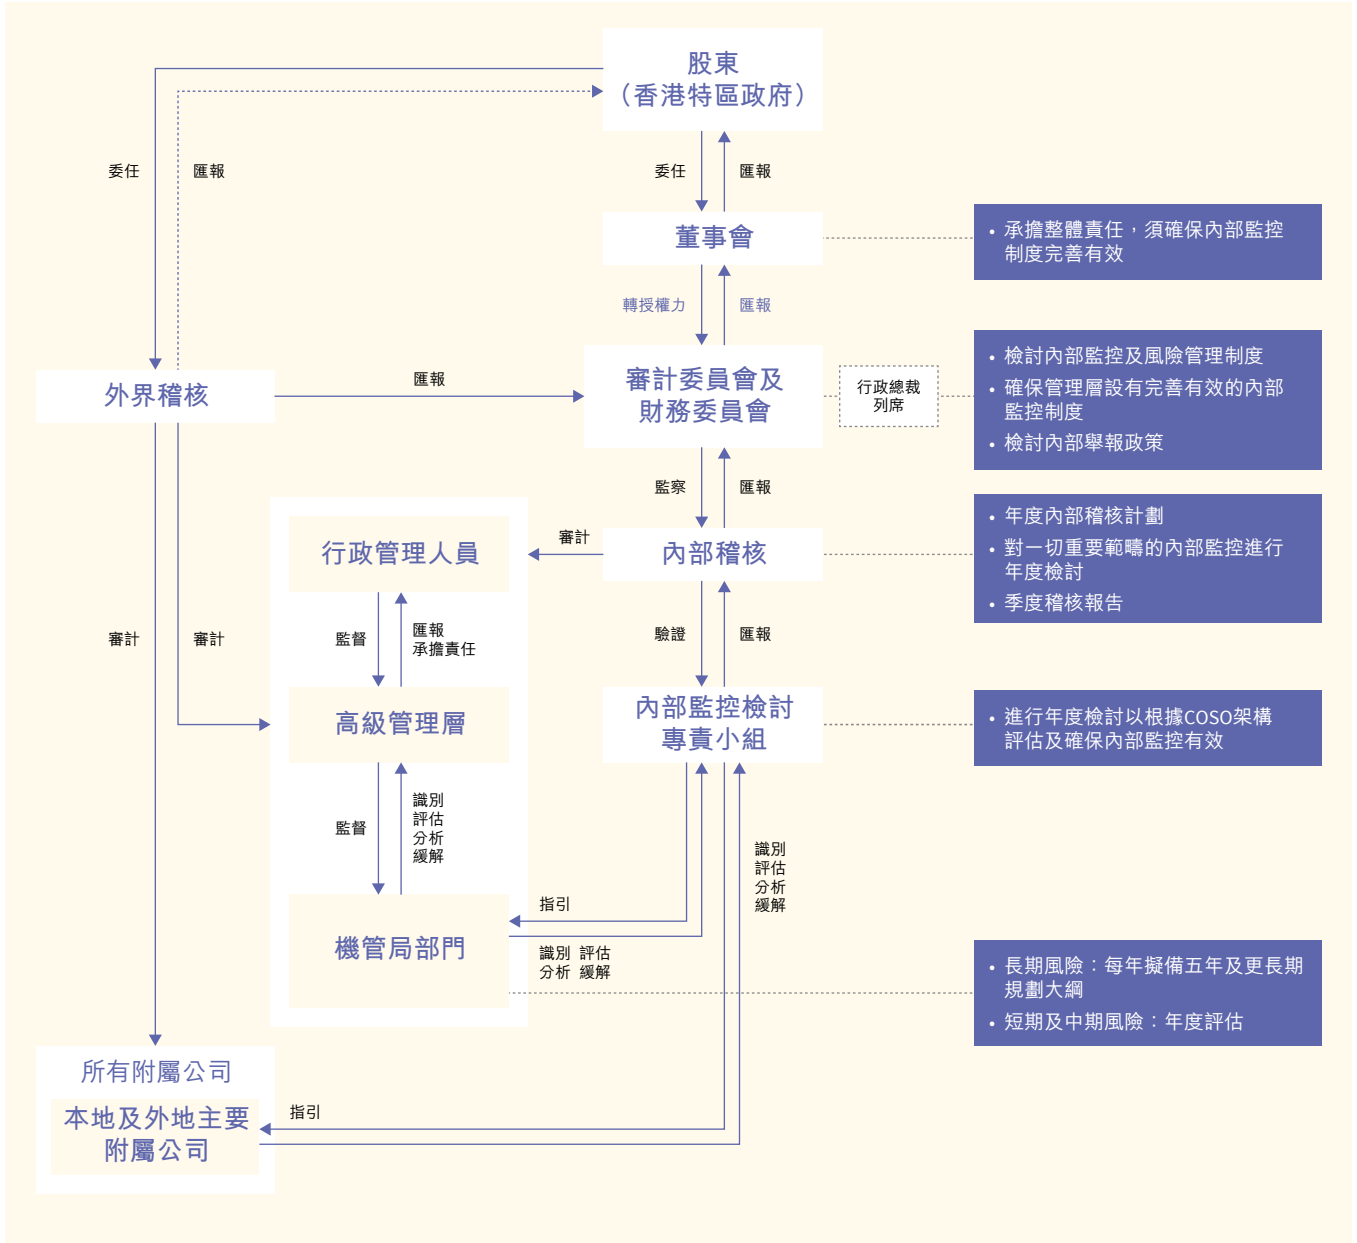 股東
（香港特區政府）
委任
匯報
委任
匯報
董事會
• 承擔整體責任，須確保內部監控
制度完善有效
轉授權力
匯報
外界稽核
匯報
審計委員會及
財務委員會
行政總裁
列席
• 檢討內部監控及風險管理制度
• 確保管理層設有完善有效的內部
監控制度
• 檢討內部舉報政策
監察
匯報
行政管理人員
審計
內部稽核
• 年度內部稽核計劃
• 對一切重要範疇的內部監控進行
年度檢討
• 季度稽核報告
審計
審計
監督
匯報
承擔責任
驗證
匯報
高級管理層
內部監控檢討
專責小組
• 進行年度檢討以根據COSO架構
評估及確保內部監控有效
監督
識別
評估
分析
緩解
識別
評估
分析
緩解
指引
機管局部門
識別 評估
分析 緩解
• 長期風險：每年擬備五年及更長期
規劃大綱
• 短期及中期風險：年度評估
所有附屬公司
本地及外地主要
附屬公司
指引